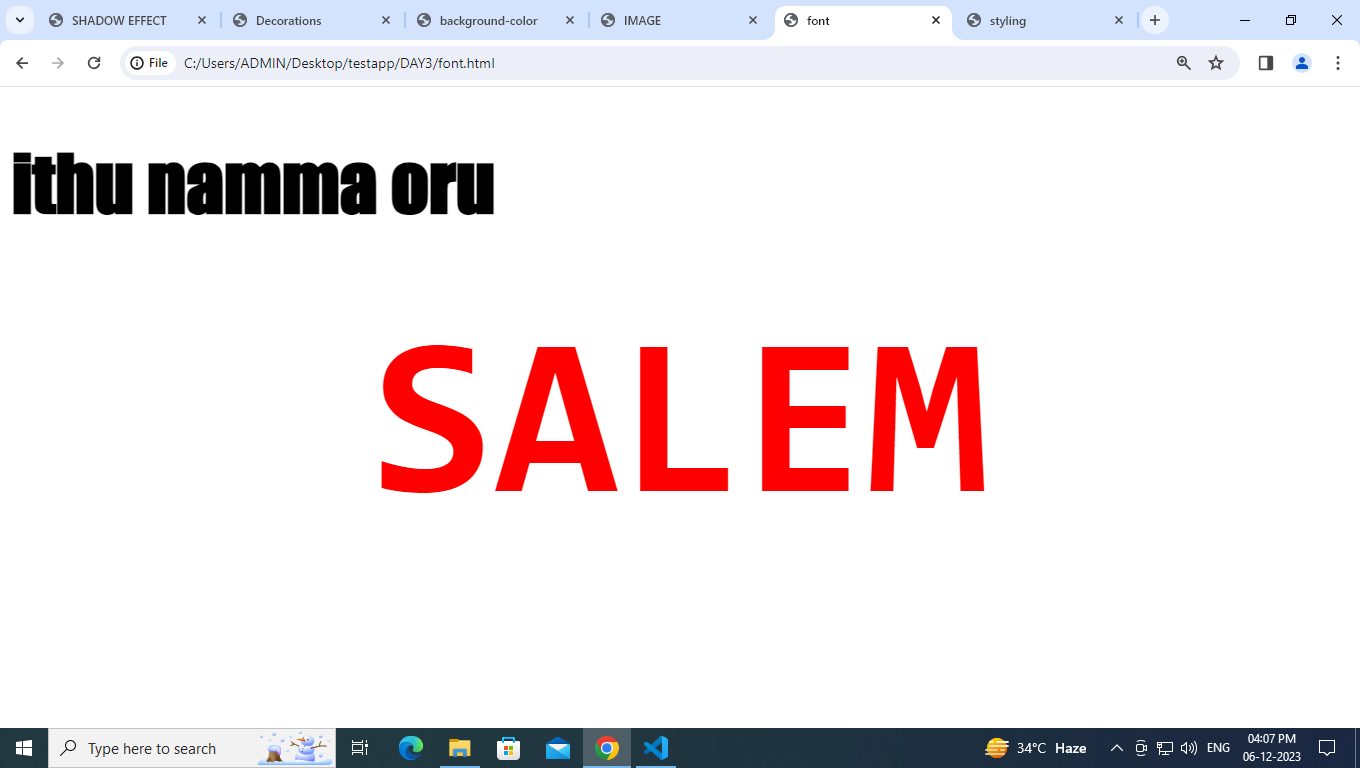 SHADOW EFFECT
Decorations
background-color
IMAGE
font
styling
File
C:/Users/ADMIN/Desktop/testapp/DAY3/font.html
ithu namma oru
SALEM
Type here to search
34°C Haze
ENG
04:07 PM
06-12-2023